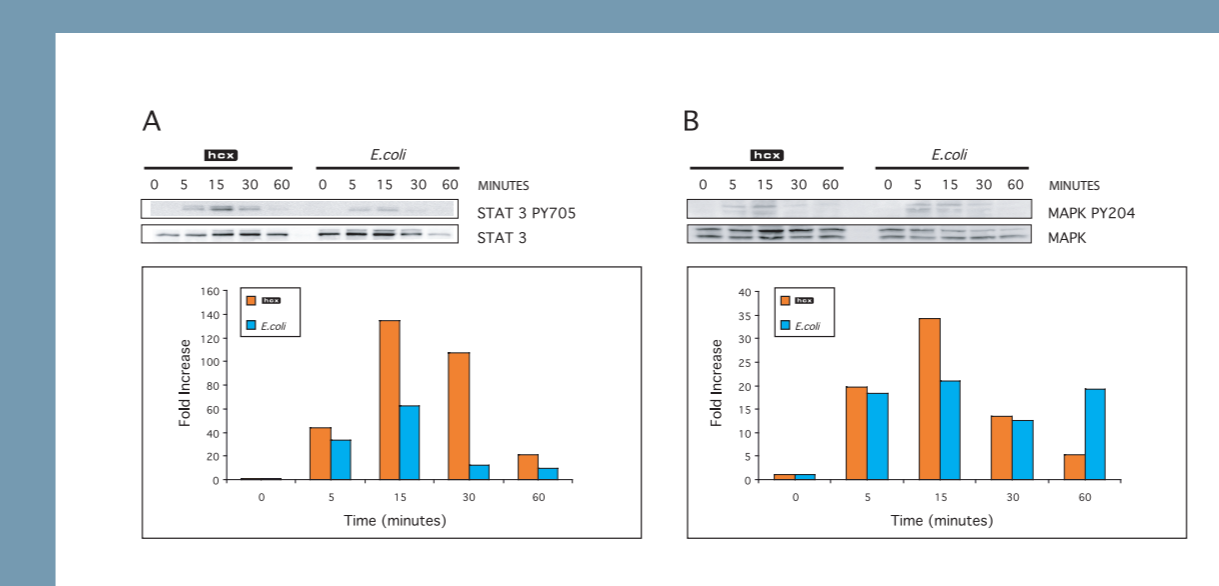 A
hcx E.coli
0 5 15 30 60 0 5 15 30 60 MINUTES
STAT 3 PY705
STAT 3
160
140
120
100
80
60
40
20
0
Fold Increase
hcx
E.coli
0 5 15 30 60
Time (minutes)
B
hcx E.coli
0 5 15 30 60 0 5 15 30 60 MINUTES
MAPK PY204
MAPK
40
35
30
25
20
15
10
5
0
Fold Increase
hcx
E.coli
0 5 15 30 60
Time (minutes)